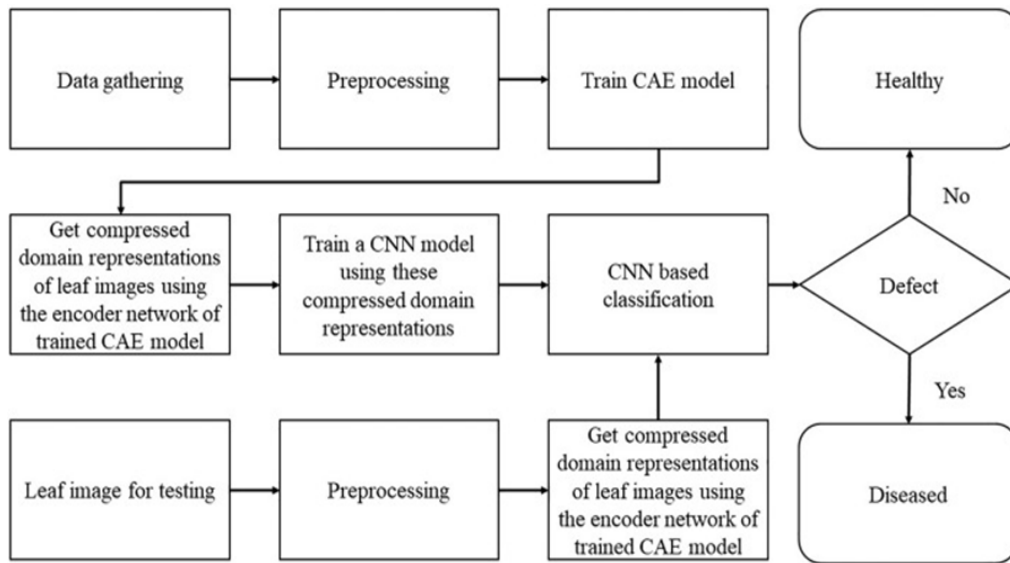 Data gathering
Preprocessing
Train CAE model
Healthy
No
Get compressed
domain representations
of leaf images using
the encoder network of
trained CAE model
Train a CNN model
using these
compressed domain
representations
CNN based
classification
Defect
Yes
Leaf image for testing
Preprocessing
Get compressed
domain representations
of leaf images using
the encoder network of
trained CAE model
Diseased